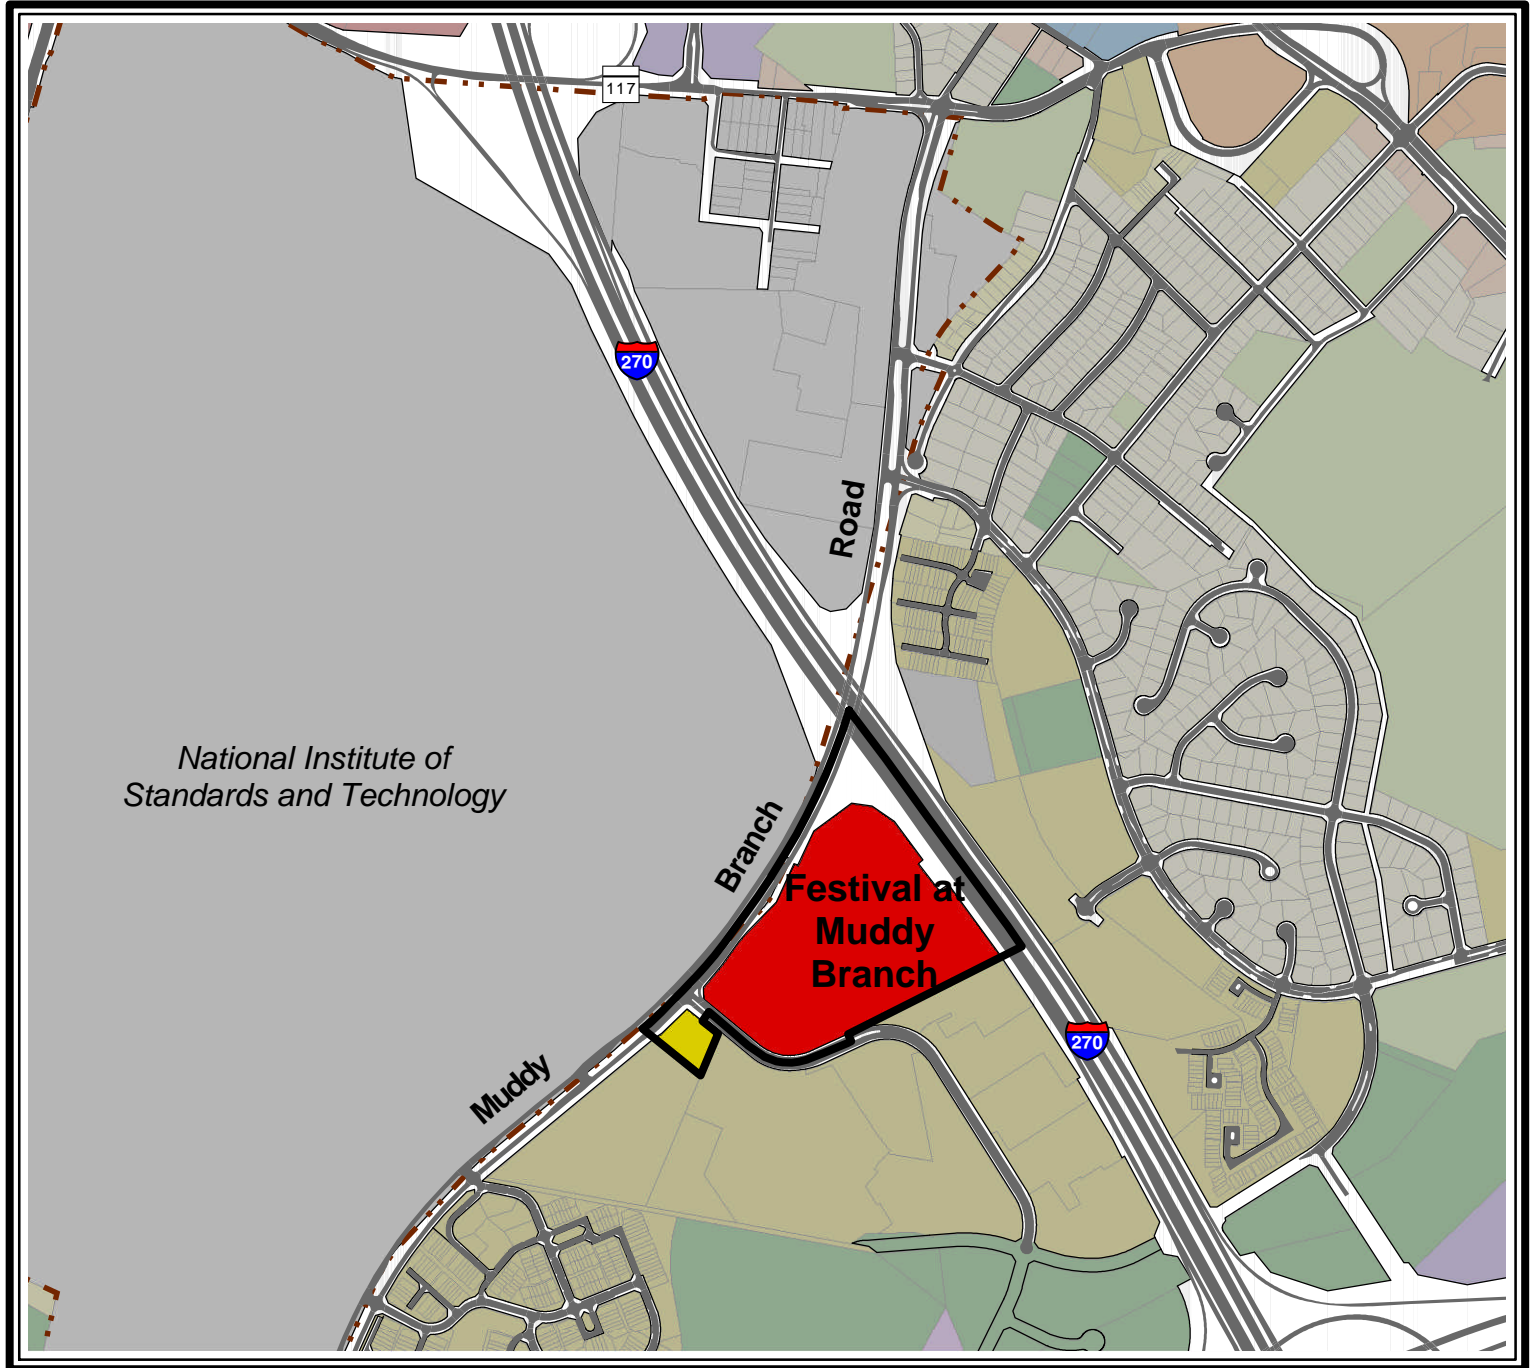 117
270
Road
National Institute of
Standards and Technology
Branch
Festival at
Muddy
Branch
270
Muddy